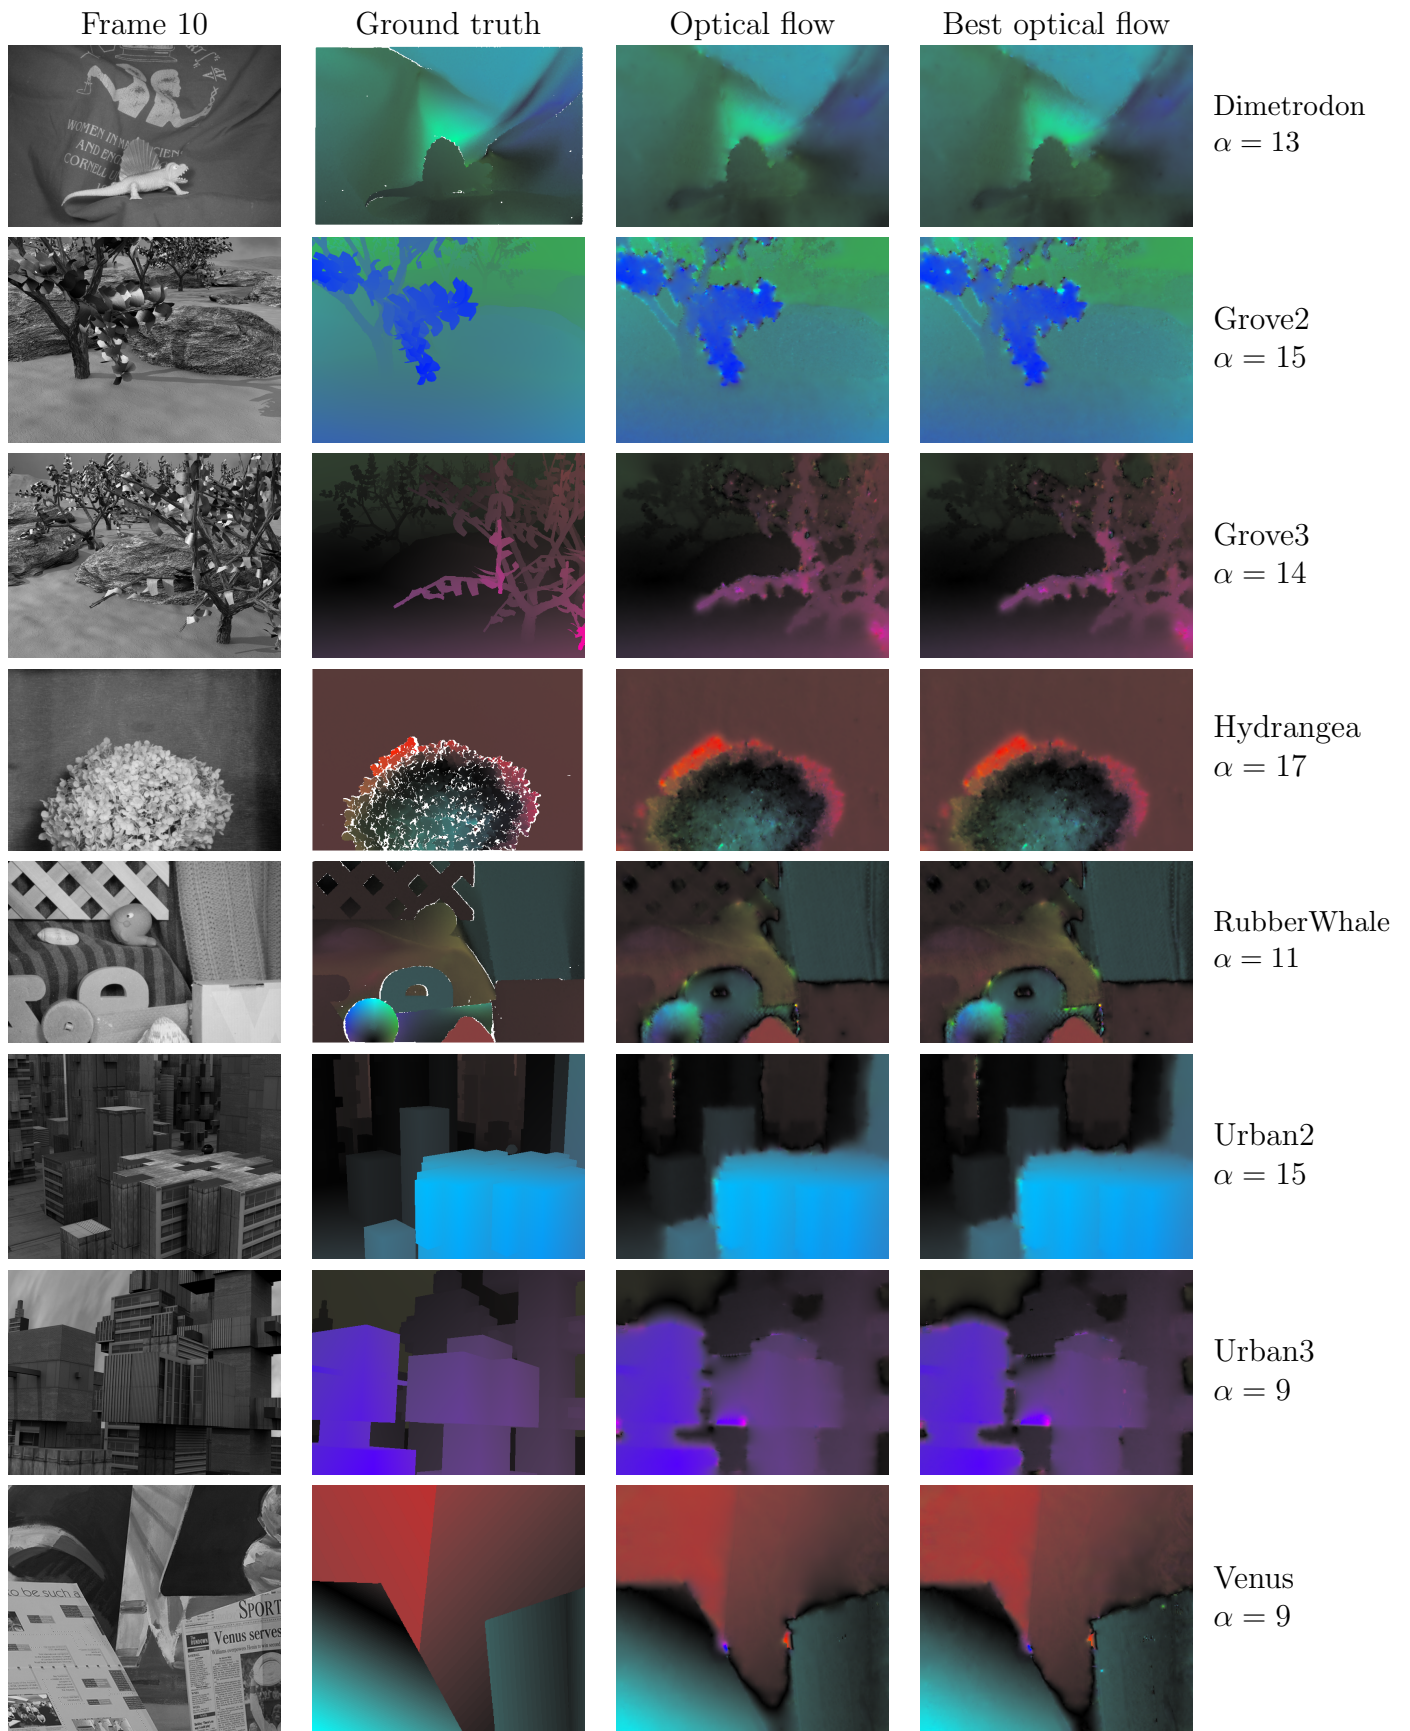 Frame 10 Ground truth Optical flow Best optical flow
Dimetrodon
α = 13
WOMEN IN
AND
CORNELL
Grove2
α = 15
Grove3
α = 14
Hydrangea
α = 17
RubberWhale
α = 11
Urban2
α = 15
Urban3
α = 9
Venus
α = 9
to be such a
SPORT
Venus serves